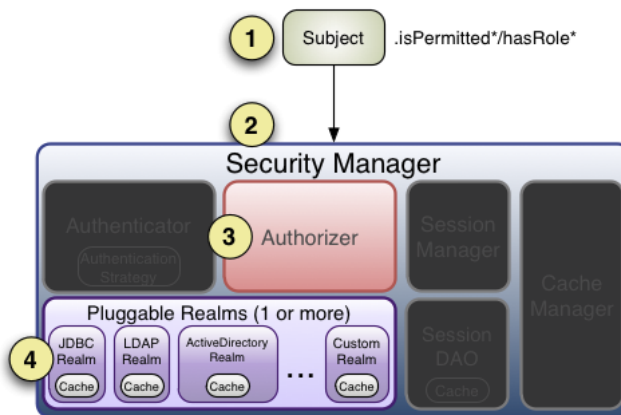 1
Subject
.isPermitted*/hasRole*
2
Security Manager
Authenticator
Authentication
Strategy
3
Authorizer
Session
Manager
Cache
Manager
Pluggable Realms (1 or more)
4
JDBC
Realm
Cache
LDAP
Realm
Cache
ActiveDirectory
Realm
Cache
...
Custom
Realm
Cache
Session
DAO
Cache